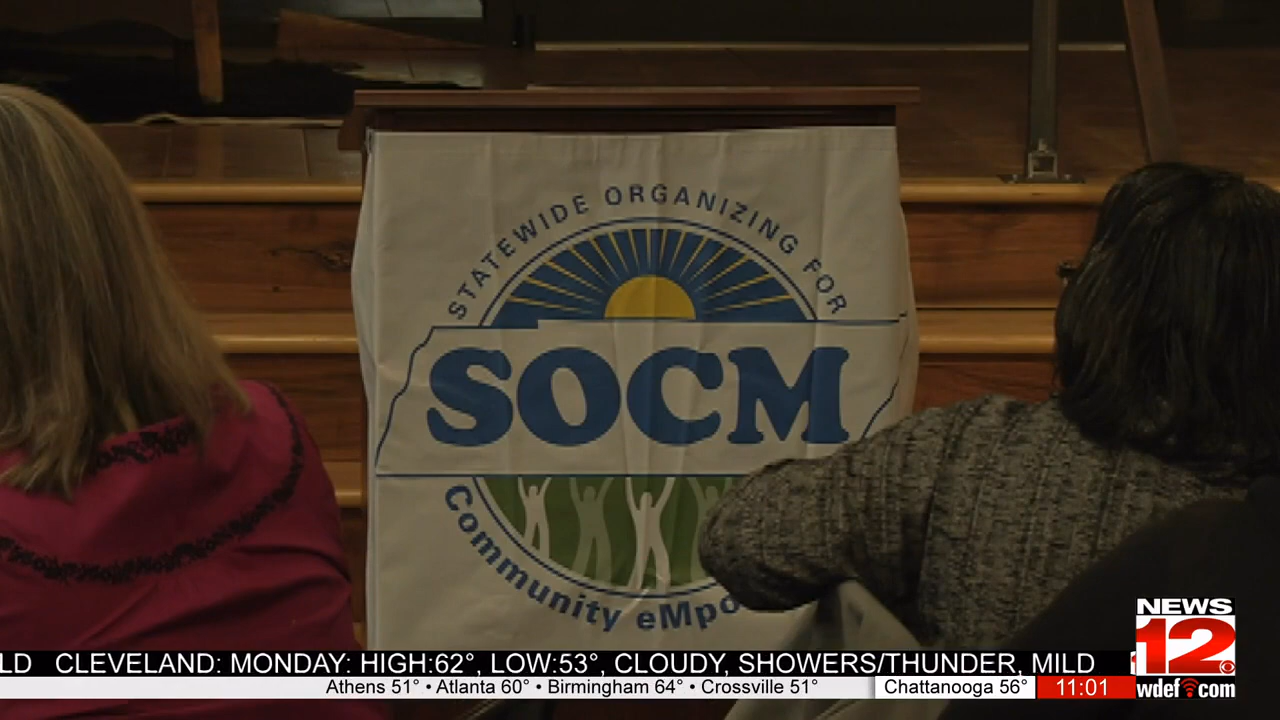 STATEWIDE ORGANIZING FOR
SOCM
Community
NEWS
12
LD CLEVELAND: MONDAY: HIGH:62°, LOW:53°, CLOUDY, SHOWERS/THUNDER, MILD
Athens 51° • Atlanta 60° • Birmingham 64° • Crossville 51°
Chattanooga 56°
11:01
wdef com